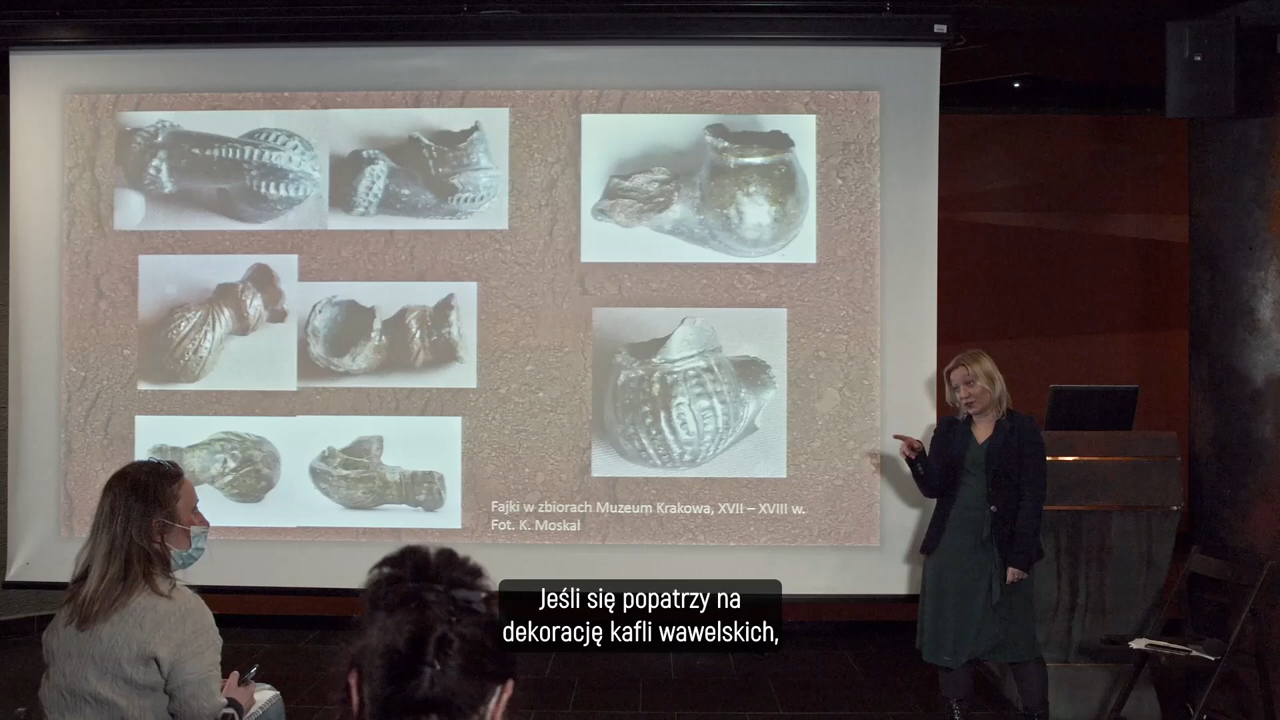 Fajki w zbiorach Muzeum Krakowa, XVII – XVIII w.
Fot. K. Moskal
Jeśli się popatrzy na
dekorację kafli wawelskich,